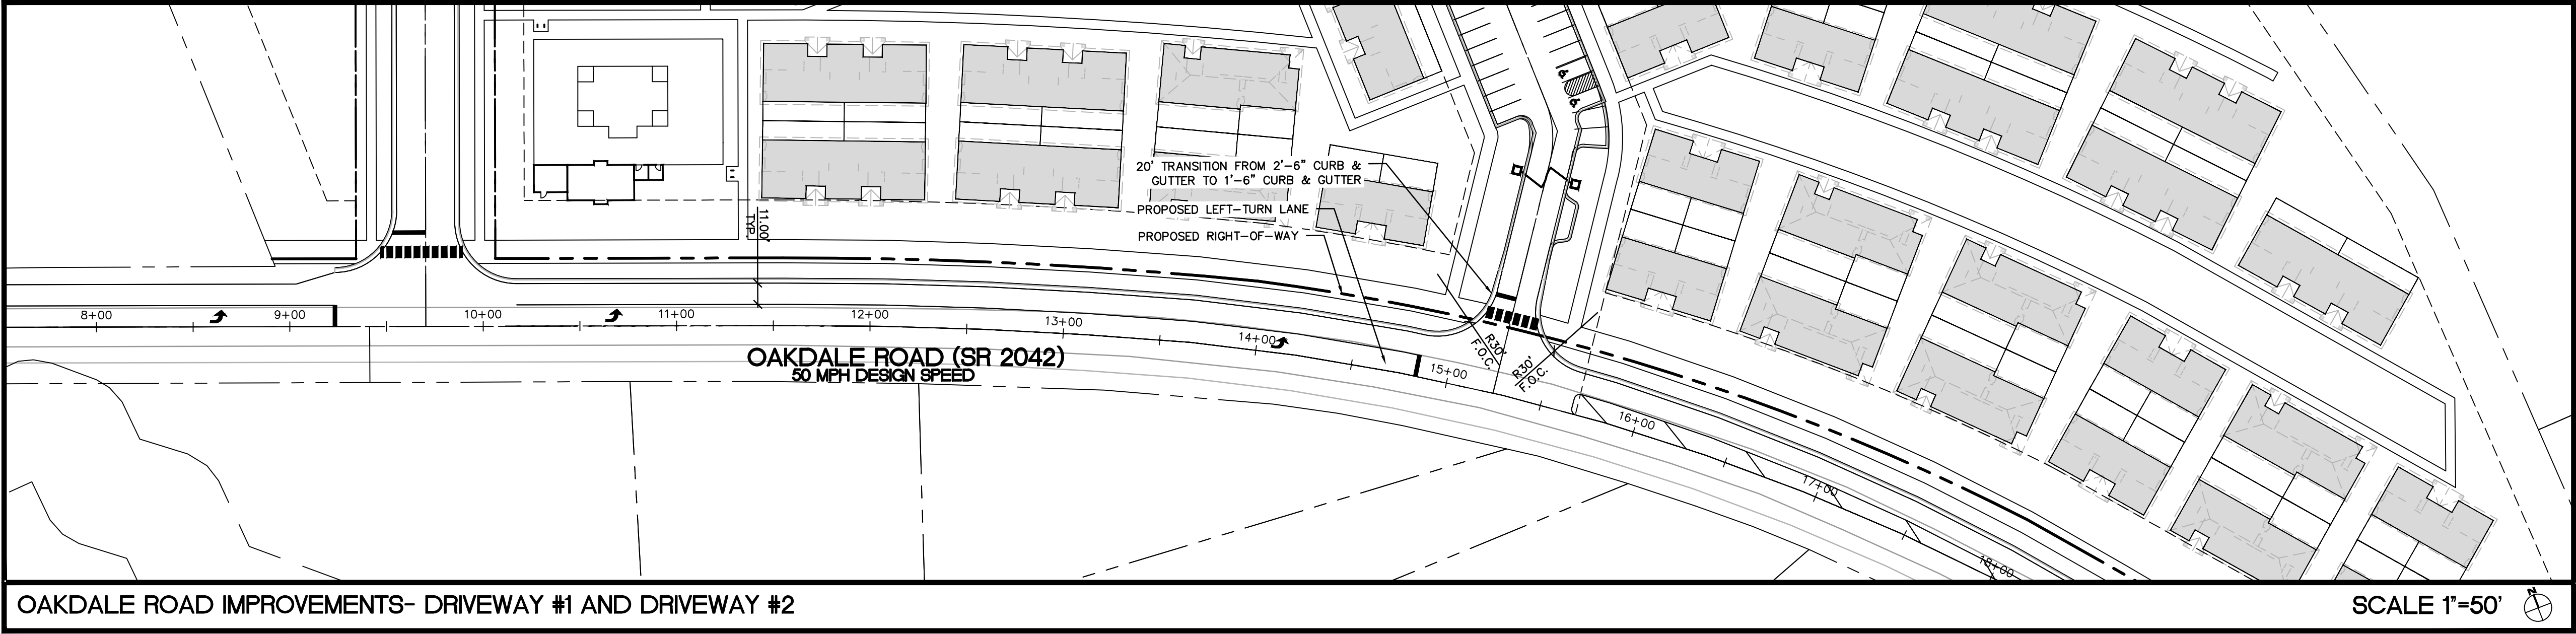 20' TRANSITION FROM 2'-6" CURB &
GUTTER TO 1'-6" CURB & GUTTER
PROPOSED LEFT-TURN LANE
PROPOSED RIGHT-OF-WAY
11.00'
TYP.
8+00
9+00
10+00
11+00
12+00
13+00
14+00
15+00
16+00
17+00
18+00
R30'
F.O.C.
R30'
F.O.C.
OAKDALE ROAD (SR 2042)
50 MPH DESIGN SPEED
OAKDALE ROAD IMPROVEMENTS- DRIVEWAY #1 AND DRIVEWAY #2
SCALE 1"=50'
N